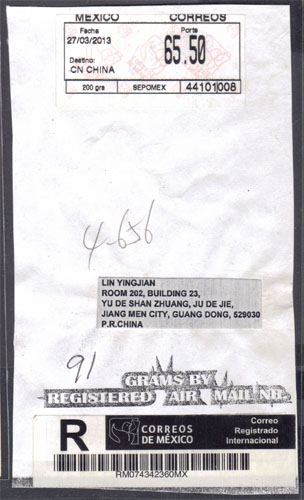 MEXICO CORREOS
Fecha Porte
27/03/2013 65.50
Destino:
CN CHINA
200 grs SEPOMEX 44101008
4-656
LIN YINGJIAN
ROOM 202, BUILDING 23,
YU DE SHAN ZHUANG, JU DE JIE,
JIANG MEN CITY, GUANG DONG, 529030
P.R.CHINA
91
GRAMS BY
REGISTERED AIR MAIL NR.
R CORREOS DE MÉXICO
Correo
Registrado
Internacional
RM074342360MX